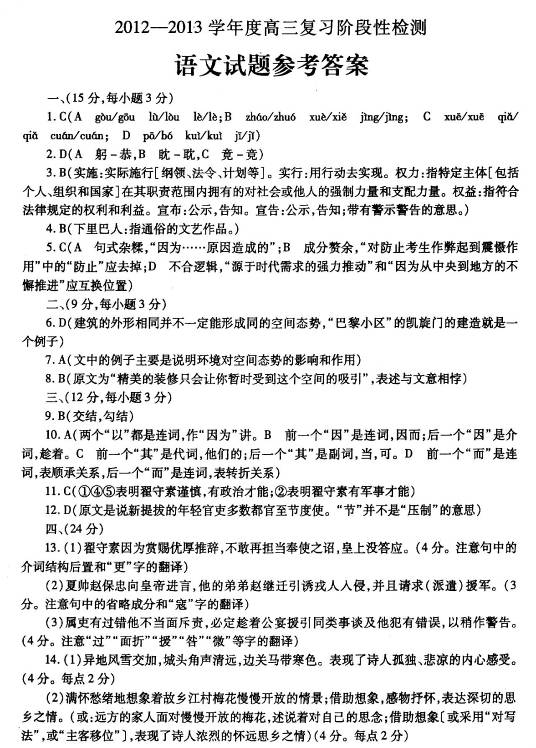 2012—2013 学年度高三复习阶段性检测
语文试题参考答案
一、(15 分,每小题 3 分)
1. C(A gòu/gōu lù/lòu lè/lè;B zháo/zhuó xuè/xiě jìng/jìng; C xuē/xuē qiǎ/
qiǎ cuán/cuán; D pā/bó kuì/kuì jī/jī)
2. D(A 躬－恭,B 眈－耽,C 竞－竞)
3. B(实施:实际施行[纲领、法令、计划等]。实行:用行动去实现。权力:指特定主体[包括
个人、组织和国家]在其职责范围内拥有的对社会或他人的强制力量和支配力量。权益:指符合
法律规定的权利和利益。宣布:公示,告知。宣告:公示,告知;带有警示警告的意思。)
4. B(下里巴人:指通俗的文艺作品。)
5. C(A 句式杂糅,“因为……原因造成的”;B 成分赘余,“对防止考生作弊起到震慑作
用”中的“防止”应去掉;D 不合逻辑,“源于时代需求的强力推动”和“因为从中央到地方的不
懈推进”应互换位置)
二、(9 分,每小题 3 分)
6. D(建筑的外形相同并不一定能形成同的空间态势,“巴黎小区”的凯旋门的建造就是一
个例子)
7. A(文中的例子主要是说明环境对空间态势的影响和作用)
8. B(原文为“精美的装修只会让你暂时受到这个空间的吸引”,表述与文意相悖)
三、(12 分,每小题 3 分)
9. B(交结,勾结)
10. A(两个“以”都是连词,作“因为”讲。B 前一个“因”是连词,因而;后一个“因”是介
词,趁着。C 前一个“其”是代词,他们的;后一个“其”是副词,当,可。D 前一个“而”是连
词,表顺承关系,后一个“而”是连词,表转折关系)
11. C(①④⑤表明翟守素谨慎,有政治才能;②表明翟守素有军事才能)
12. D(原文是说新提拔的年轻官吏多数都官至节度使。“节”并不是“压制”的意思)
四、(24 分)
13. (1)翟守素因为赏赐优厚推辞,不敢再担当奉使之诏,皇上没答应。(4 分。注意句中的
介词结构后置和“更”字的翻译)
(2)夏帅赵保忠向皇帝进言,他的弟弟赵继迁引诱戎人入侵,并且请求(派遣)援军。(3
分。注意句中的省略成分和“寇”字的翻译)
(3)属吏有过错他不当面斥责,必定趁着公宴援引同类事谈及他犯有错误,以稍作警告。
(4 分。注意“过”“面折”“援”“咎”“微”等字的翻译)
14. (1)异地风雪交加,城头角声清远,边关马带寒色。表现了诗人孤独、悲凉的内心感受。
(4 分。每点 2 分)
(2)满怀愁绪地想象着故乡江村梅花慢慢开放的情景;借助想象,感物抒怀,表达深切的思
乡之情。(或:远方的家人面对慢慢开放的梅花,述说着对自己的思念;借助想象〔或采用“对写
法”,或“主客移位”〕,表现了诗人浓烈的怀远思乡之情)(4 分。每点 2 分)